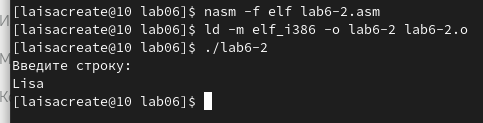 [laisacreate@10 lab06]$ nasm -f elf lab6-2.asm
[laisacreate@10 lab06]$ ld -m elf_i386 -o lab6-2 lab6-2.o
[laisacreate@10 lab06]$ ./lab6-2
Введите строку:
Lisa
[laisacreate@10 lab06]$